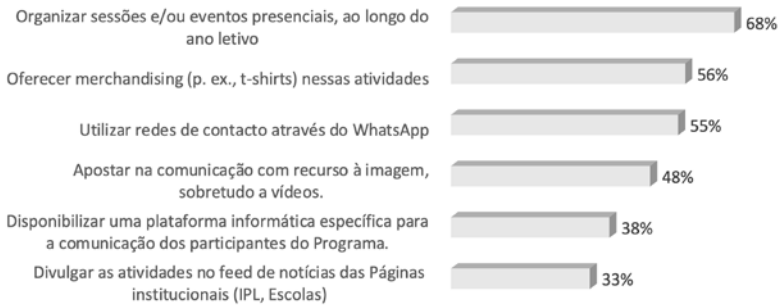 Organizar sessões e/ou eventos presenciais, ao longo do
ano letivo
68%
Oferecer merchandising (p. ex., t-shirts) nessas atividades
56%
Utilizar redes de contacto através do WhatsApp
55%
Apostar na comunicação com recurso à imagem,
sobretudo a vídeos.
48%
Disponibilizar uma plataforma informática específica para
a comunicação dos participantes do Programa.
38%
Divulgar as atividades no feed de notícias das Páginas
institucionais (IPL, Escolas)
33%